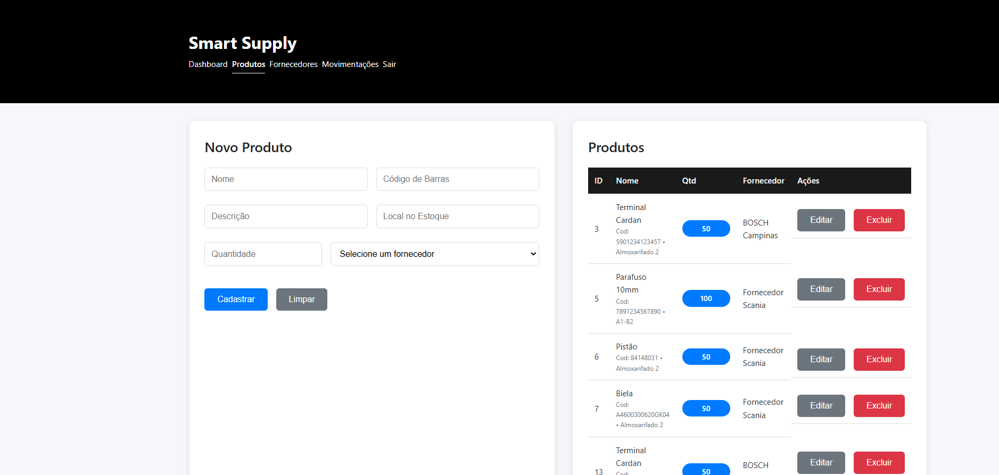 Smart Supply
Dashboard Produtos Fornecedores Movimentações Sair
Novo Produto
Nome
Código de Barras
Descrição
Local no Estoque
Quantidade
Selecione um fornecedor
Cadastrar
Limpar
Produtos
ID Nome Qtd Fornecedor Ações
3
Terminal
Cardan
Cod:
5901234123457 •
Almoxarifado 2
50
BOSCH
Campinas
Editar
Excluir
5
Parafuso
10mm
Cod:
7891234567890 •
A1-B2
100
Fornecedor
Scania
Editar
Excluir
6
Pistão
Cod: 84148031 •
Almoxarifado 2
50
Fornecedor
Scania
Editar
Excluir
7
Biela
Cod:
A4600300620GK04
• Almoxarifado 2
50
Fornecedor
Scania
Editar
Excluir
13
Terminal
Cardan
Cod:
50
BOSCH
Editar
Excluir